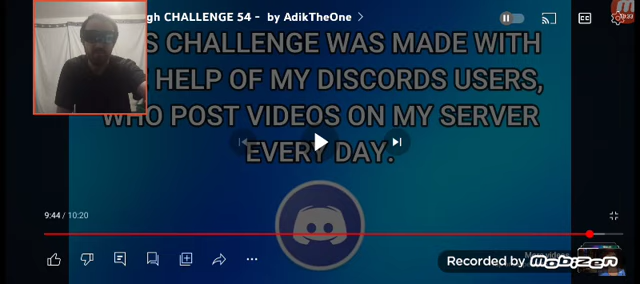 gh CHALLENGE 54 - by AdikTheOne
S CHALLENGE WAS MADE WITH
HELP OF MY DISCORDS USERS,
WHO POST VIDEOS ON MY SERVER
EVERY DAY.
9:44 / 10:20
Recorded by Mobizen